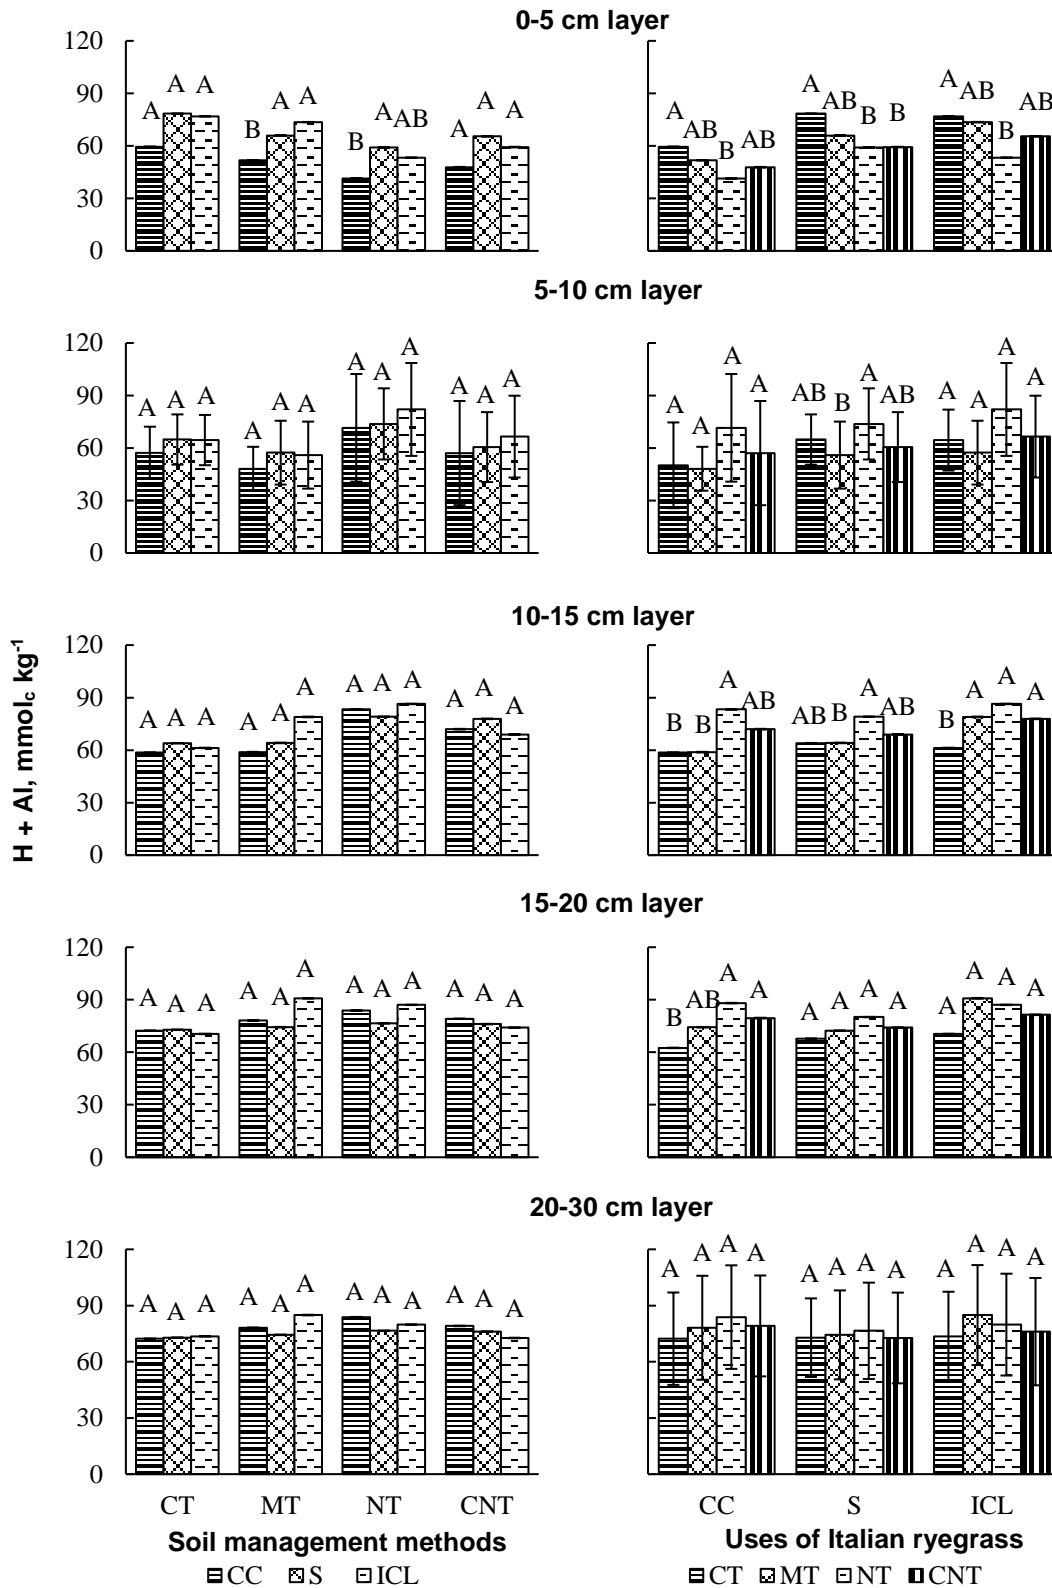 0-5 cm layer
120
90
60
30
0
A A A B A A B A AB A A A
A AB B AB A AB B B A AB B AB
5-10 cm layer
120
90
60
30
0
A A A A A A A A A A A A
A A A A AB B A AB A A A A
10-15 cm layer
120
90
60
30
0
A A A A A A A A A A A A
B B A AB AB B A AB B A A A
15-20 cm layer
120
90
60
30
0
A A A A A A A A A A A A
B AB A A A A A A A A A A
20-30 cm layer
120
90
60
30
0
A A A A A A A A A A A A
A A A A A A A A A A A A
H + Al, mmolc kg-1
CT MT NT CNT
CC S ICL
Soil management methods
Uses of Italian ryegrass
CC S ICL
CT MT NT CNT